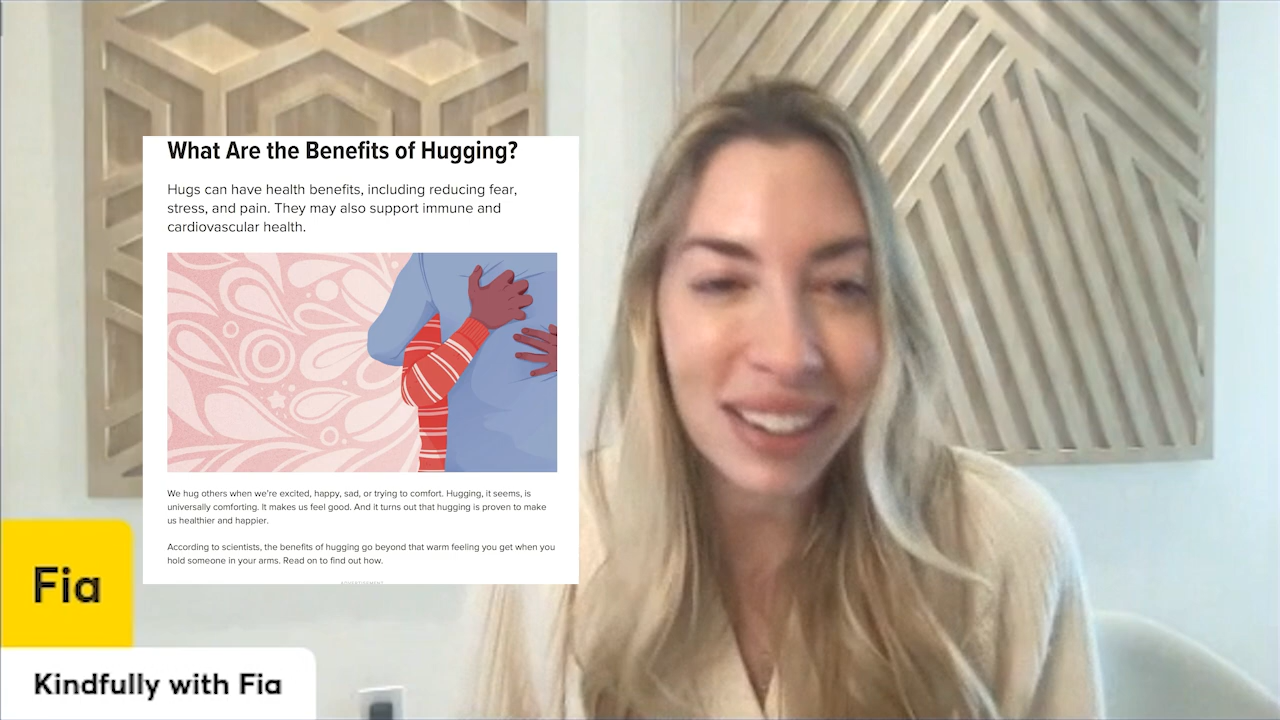 What Are the Benefits of Hugging?
Hugs can have health benefits, including reducing fear,
stress, and pain. They may also support immune and
cardiovascular health.
We hug others when we're excited, happy, sad, or trying to comfort. Hugging, it seems, is
universally comforting. It makes us feel good. And it turns out that hugging is proven to make
us healthier and happier.
According to scientists, the benefits of hugging go beyond that warm feeling you get when you
hold someone in your arms. Read on to find out how.
ADVERTISEMENT
Fia
Kindfully with Fia